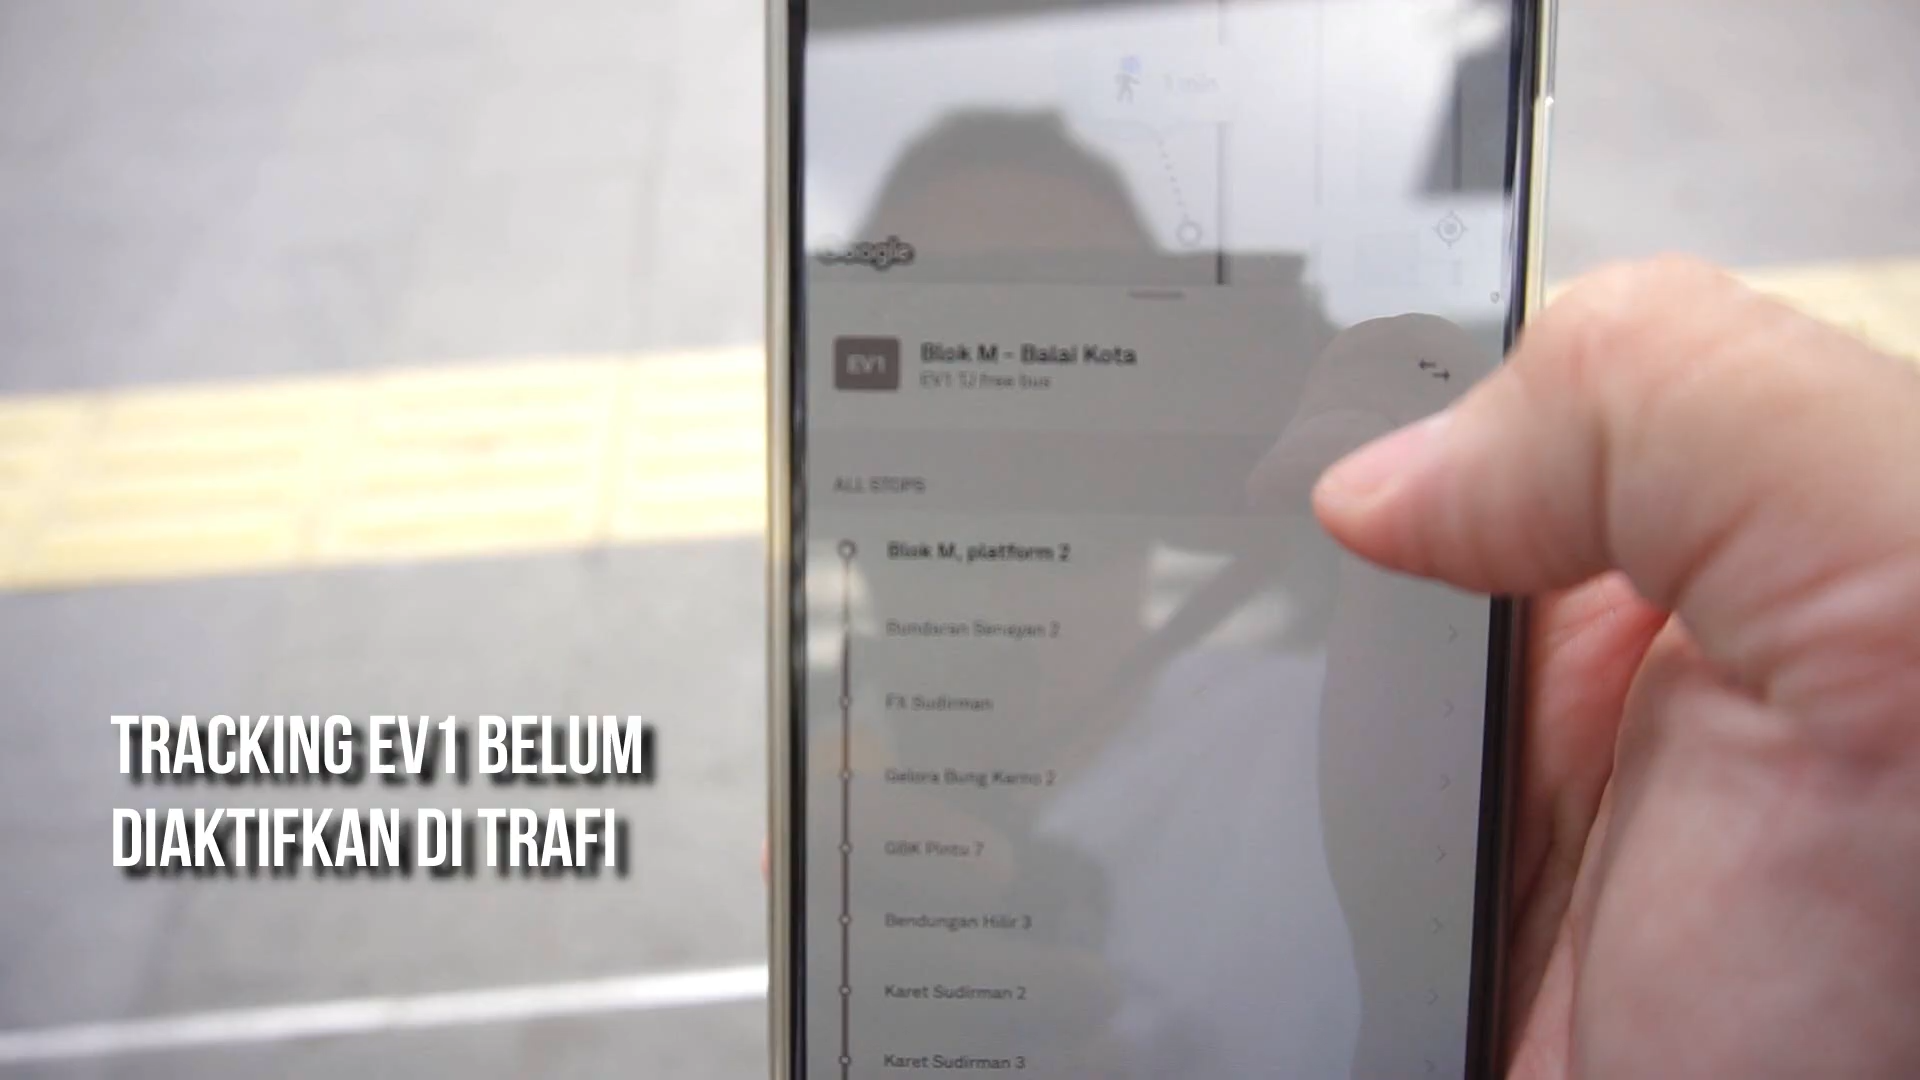 1 min
Google
EV1
Blok M - Balai Kota
EV1 TJ free bus
ALL STOPS
Blok M, platform 2
Bundaran Senayan 2
FX Sudirman
Gelora Bung Karno 2
GBK Pintu 7
Bendungan Hilir 3
Karet Sudirman 2
Karet Sudirman 3
TRACKING EV1 BELUM
DIAKTIFKAN DI TRAFI